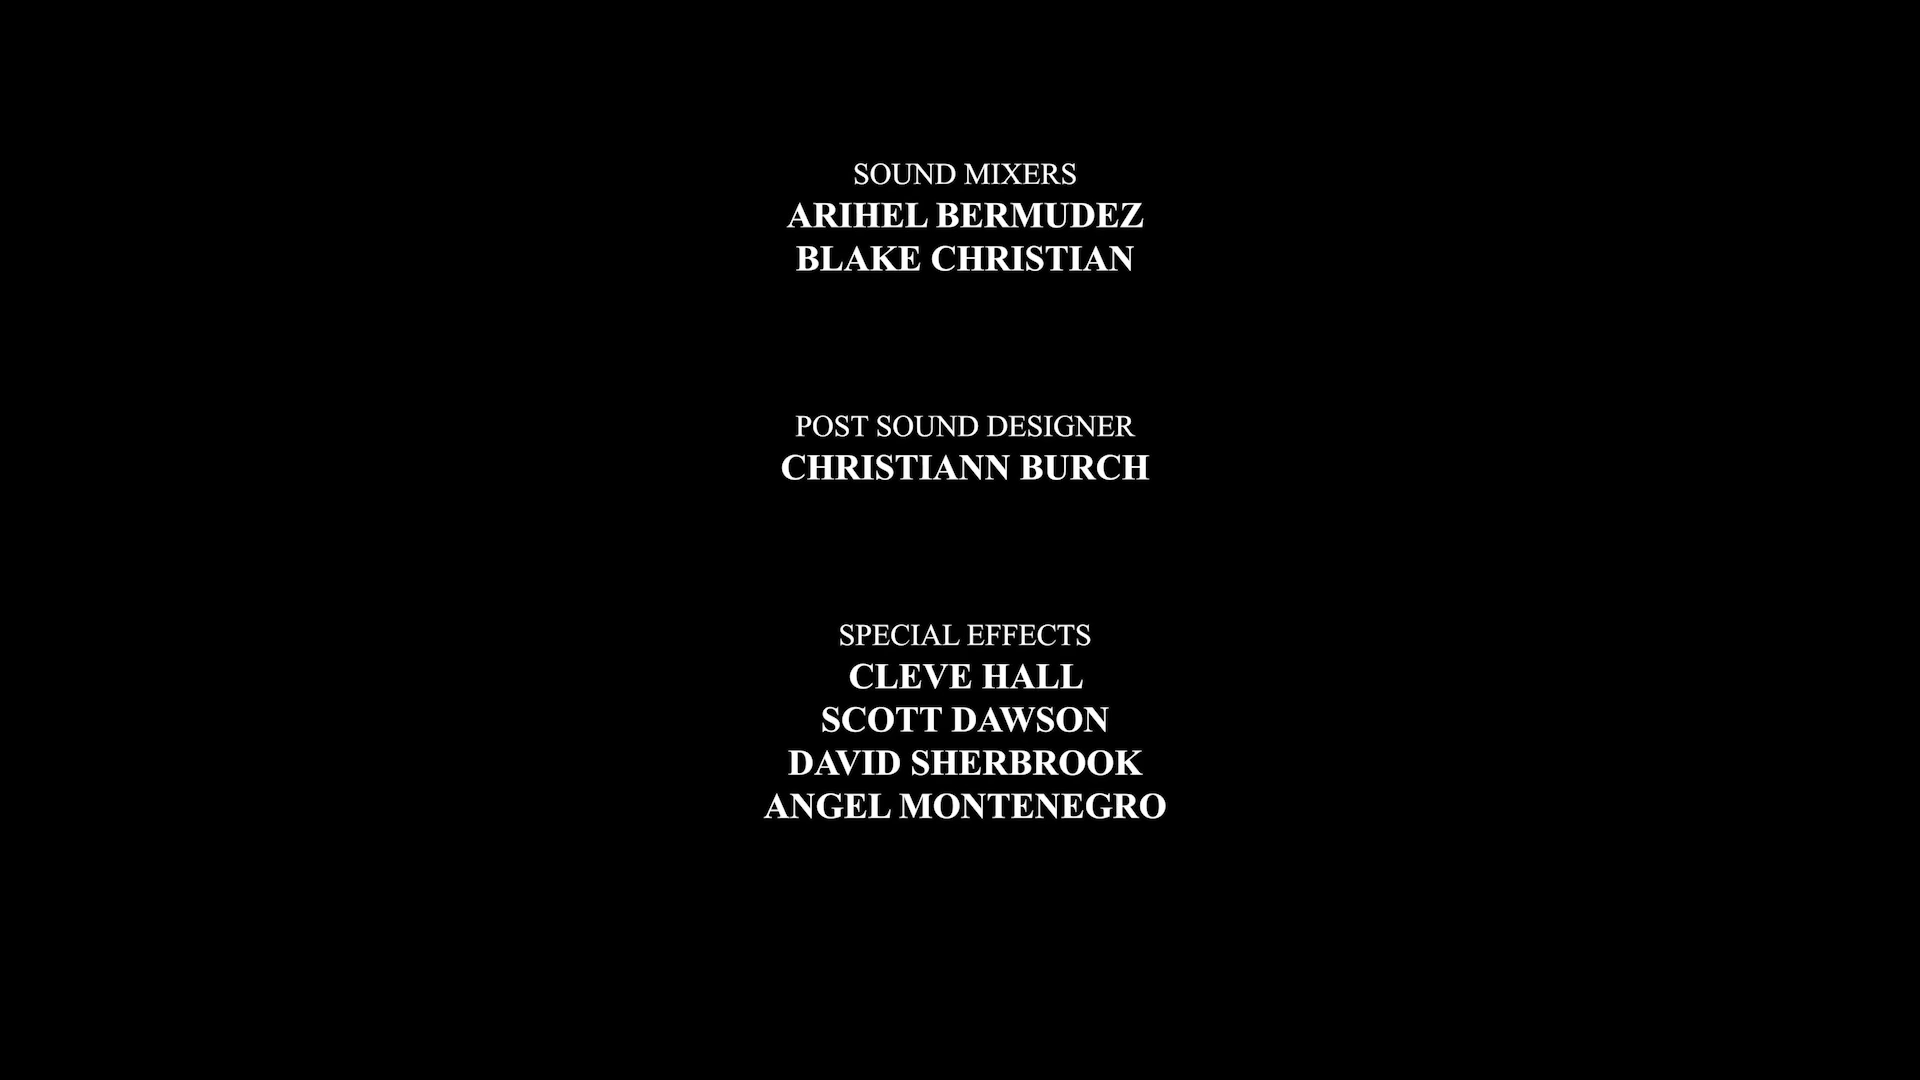 SOUND MIXERS
ARIHEL BERMUDEZ
BLAKE CHRISTIAN
POST SOUND DESIGNER
CHRISTIANN BURCH
SPECIAL EFFECTS
CLEVE HALL
SCOTT DAWSON
DAVID SHERBROOK
ANGEL MONTENEGRO